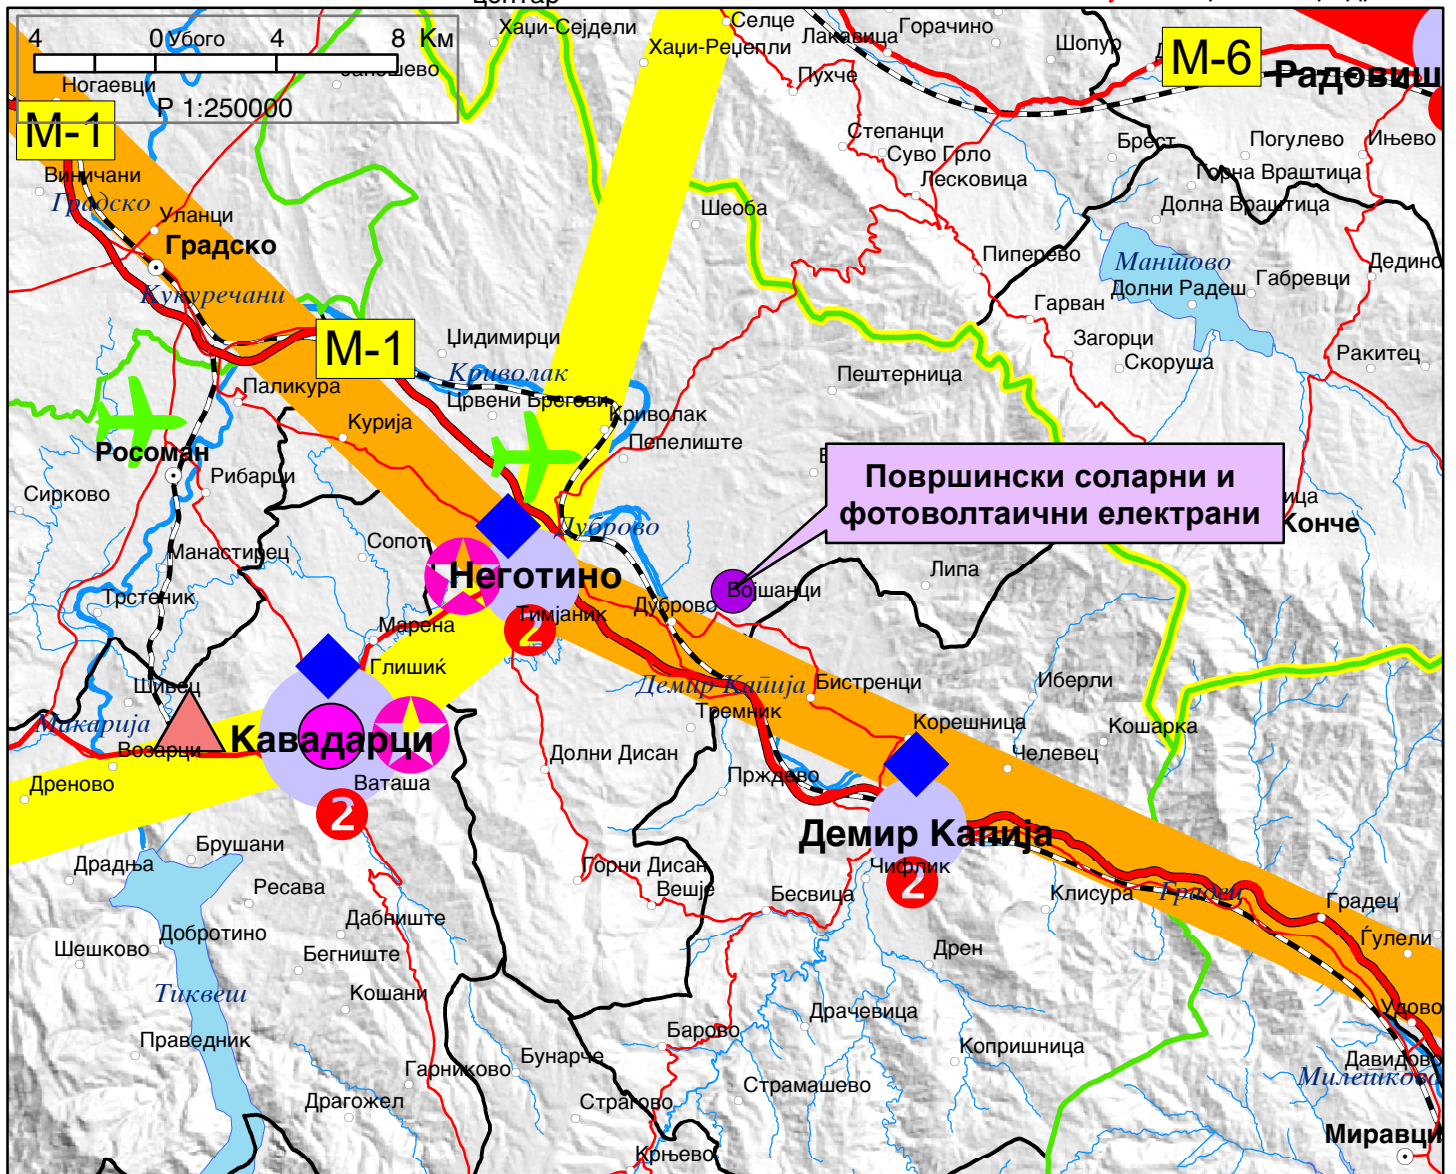 центар
4 0 4 8 Км
Убого
Хаџи-Сејдели
Селце
Лакавица
Горачино
Хаџи-Реџепли
Шопур
М-6
Радовиш
Ногаевци
Пухче
Р 1:250000
М-1
Степанци
Суво Грло
Лесковица
Брест
Погулево
Ињево
Горна Враштица
Долна Враштица
Виничани
Градско
Уланци
Градско
Шеоба
Пиперево
Мантово
Долни Радеш
Габревци
Дедино
Кукуречани
Гарван
М-1
Џидимирци
Загорци
Скоруша
Ракитец
Криволак
Паликура
Црвени Брегови
Пештерница
Курија
Криволак
Пепелиште
Росоман
Рибарци
Сирково
Површински соларни и
фотоволтаични електрани
ица
Конче
Дуброво
Сопот
Манастирец
Неготино
Војшанци
Липа
Трстеник
Тимјаник
Дуброво
2
Марена
Глишиќ
Шивец
Демир Капија
Бистренци
Иберли
Макарија
Тремник
Корешница
Кошарка
Возарци
Кавадарци
Долни Дисан
Челевец
Дреново
Ваташа
Прждево
2
Демир Капија
Брушани
Драдња
Горни Дисан
Чифлик
2
Ресава
Вешје
Бесвица
Клисура
Градец
Градец
Дабниште
Добротино
Ѓулели
Шешково
Бегниште
Дрен
Тиквеш
Кошани
Драчевица
Удово
Праведник
Барово
Копришница
Давидово
Бунарче
Гарниково
Милешково
Страмашево
Драгожел
Страгово
Миравци
Крњево